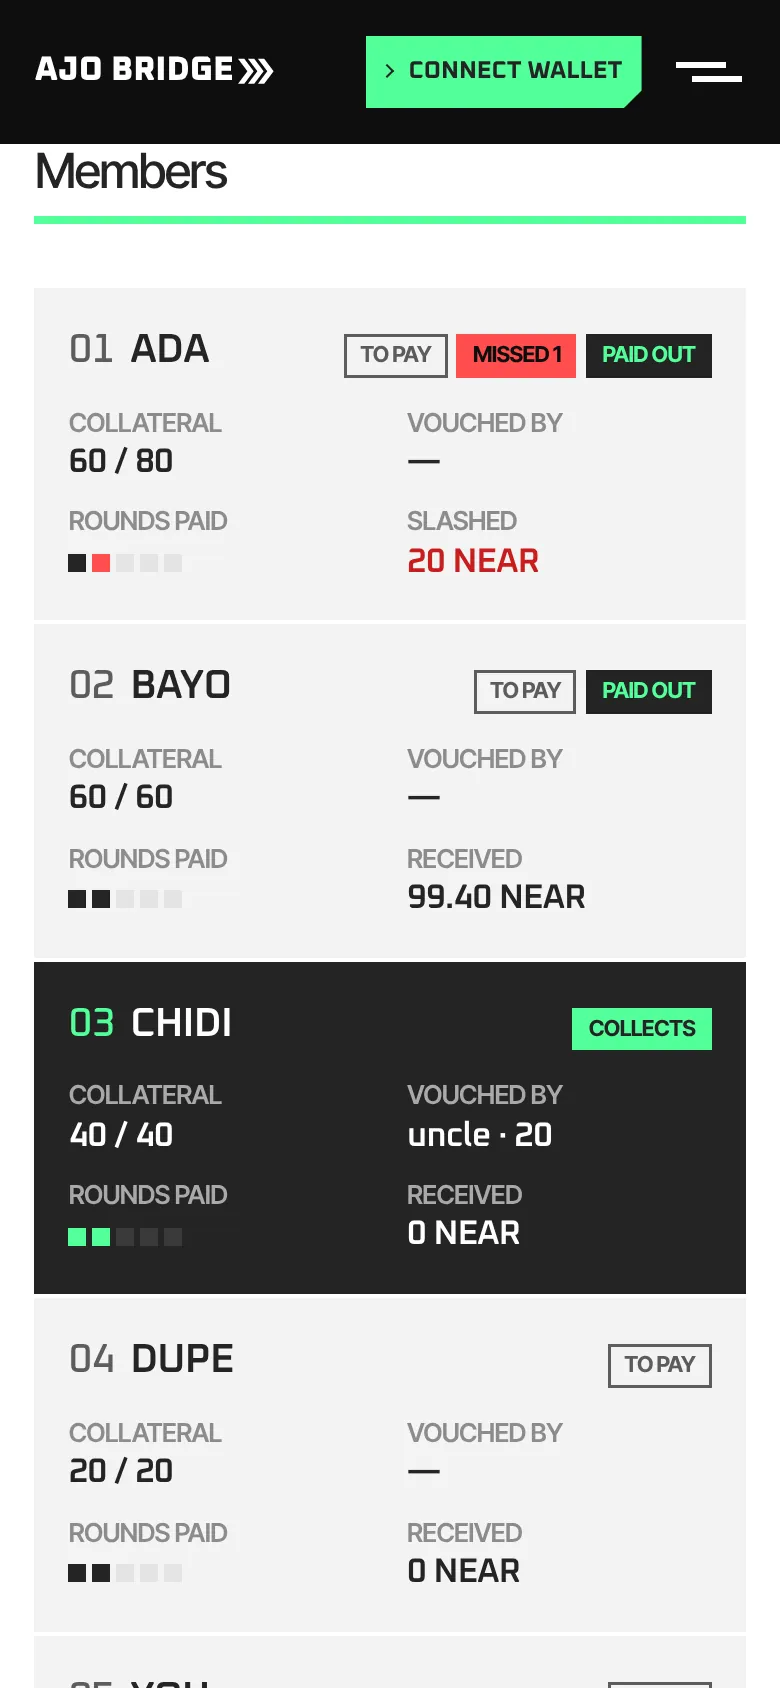 AJO BRIDGE
› CONNECT WALLET
Members
01 ADA
TO PAY MISSED 1 PAID OUT
COLLATERAL VOUCHED BY
60 / 80 —
ROUNDS PAID SLASHED
20 NEAR
02 BAYO
TO PAY PAID OUT
COLLATERAL VOUCHED BY
60 / 60 —
ROUNDS PAID RECEIVED
99.40 NEAR
03 CHIDI
COLLECTS
COLLATERAL VOUCHED BY
40 / 40 uncle · 20
ROUNDS PAID RECEIVED
0 NEAR
04 DUPE
TO PAY
COLLATERAL VOUCHED BY
20 / 20 —
ROUNDS PAID RECEIVED
0 NEAR